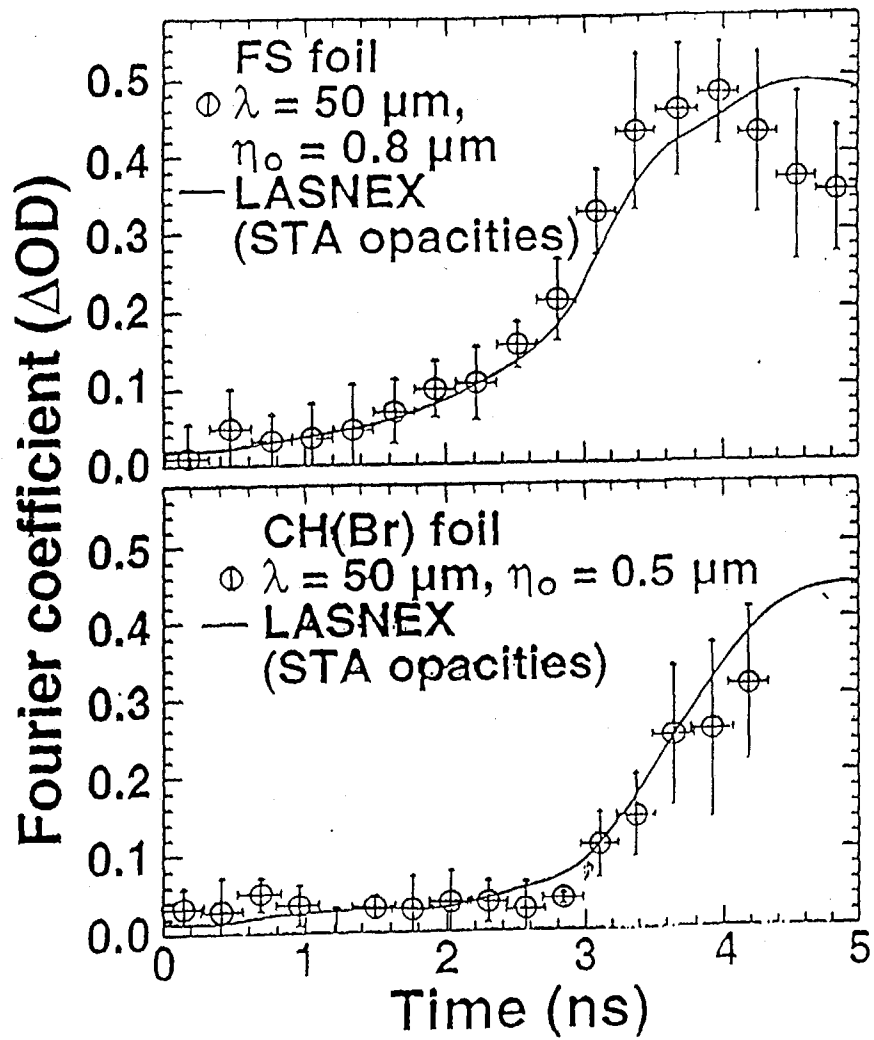 Fourier coefficient (ΔOD)
0.5
0.4
0.3
0.2
0.1
0.0
FS foil
λ = 50 μm,
η₀ = 0.8 μm
LASNEX
(STA opacities)
0.5
0.4
0.3
0.2
0.1
0.0
CH(Br) foil
λ = 50 μm, η₀ = 0.5 μm
LASNEX
(STA opacities)
0 1 2 3 4 5
Time (ns)